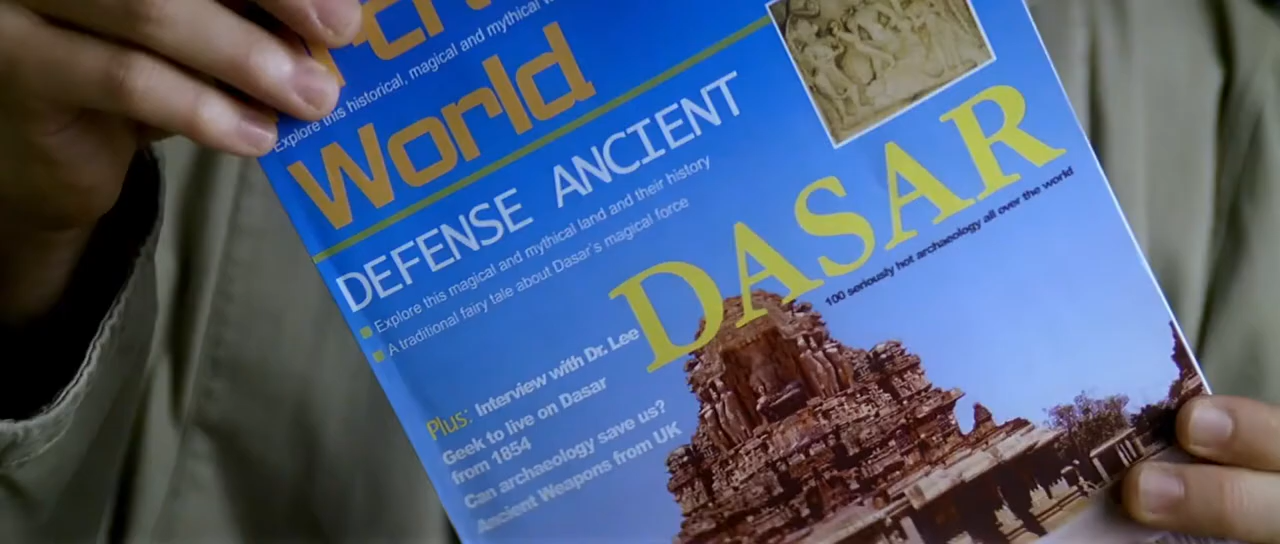 Explore this historical, magical and mythical
World
DEFENSE ANCIENT
Explore this magical and mythical land and their history
A traditional fairy tale about Dasar's magical force
DASAR
100 seriously hot archaeology all over the world
Plus: Interview with Dr. Lee
Geek to live on Dasar
from 1854
Can archaeology save us?
Ancient Weapons from UK